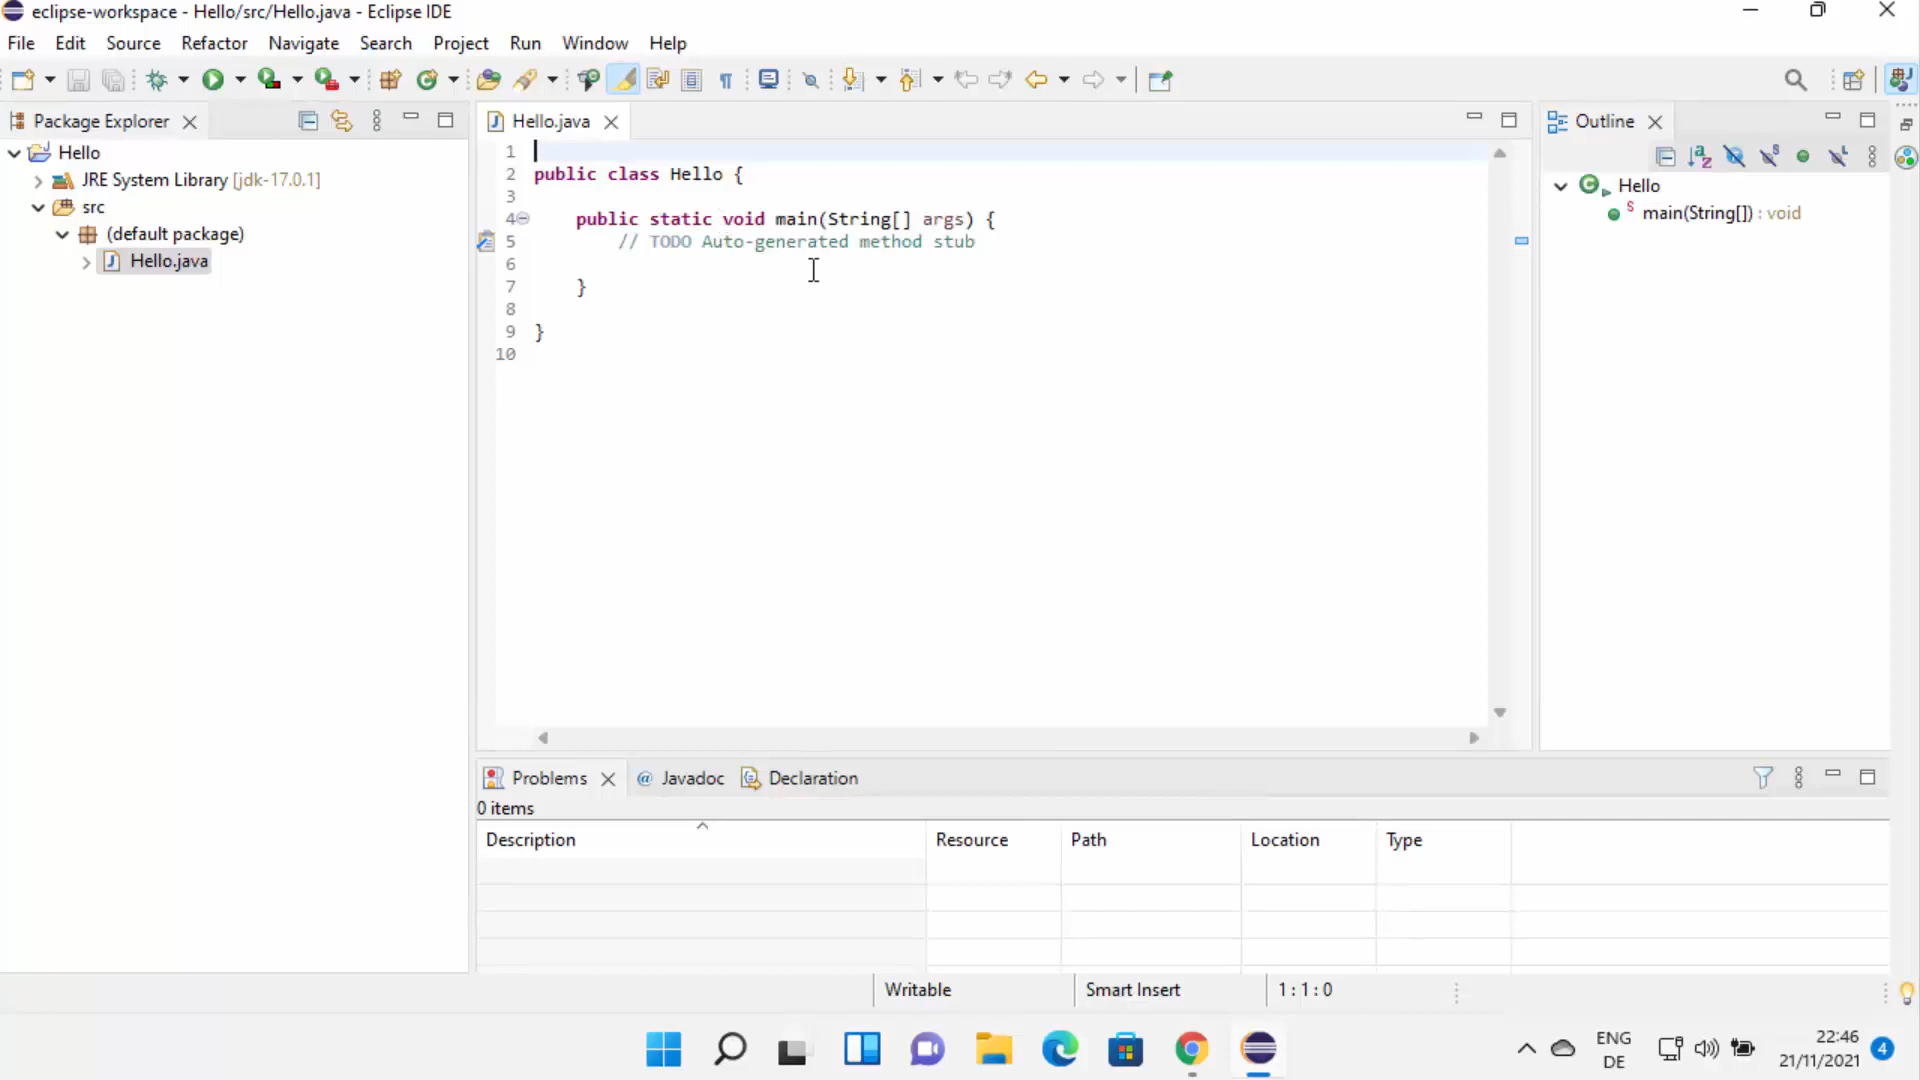 eclipse-workspace - Hello/src/Hello.java - Eclipse IDE
File Edit Source Refactor Navigate Search Project Run Window Help
Package Explorer
Hello
JRE System Library [jdk-17.0.1]
src
(default package)
Hello.java
Hello.java
1
2 public class Hello {
3
4 public static void main(String[] args) {
5 // TODO Auto-generated method stub
6
7 }
8
9 }
10
Outline
Hello
main(String[]) : void
Problems @ Javadoc Declaration
0 items
Description Resource Path Location Type
Writable Smart Insert 1 : 1 : 0
ENG
DE
22:46
21/11/2021
4